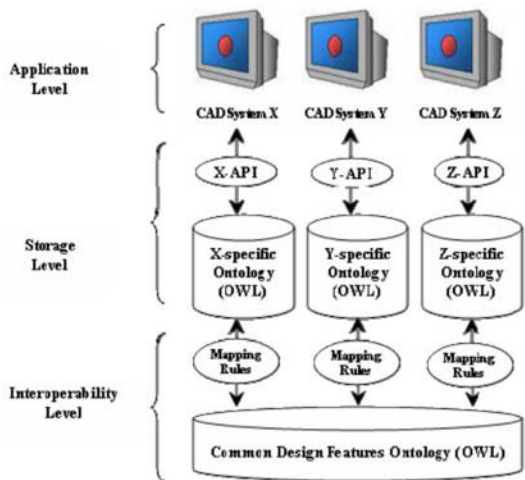 Application
Level
CAD System X
CAD System Y
CAD System Z
X-API
Y-API
Z-API
Storage
Level
X-specific
Ontology
(OWL)
Y-specific
Ontology
(OWL)
Z-specific
Ontology
(OWL)
Interoperability
Level
Mapping
Rules
Mapping
Rules
Mapping
Rules
Common Design Features Ontology (OWL)